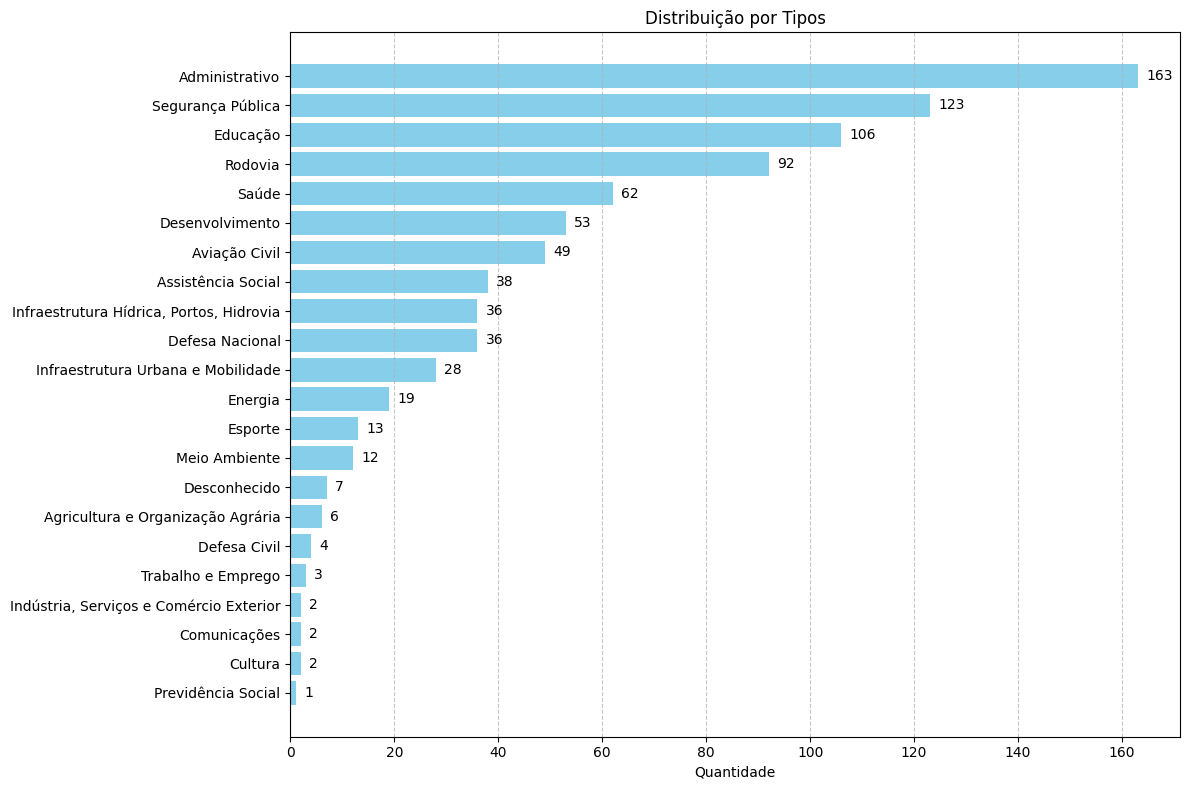 Distribuição por Tipos
Administrativo 163
Segurança Pública 123
Educação 106
Rodovia 92
Saúde 62
Desenvolvimento 53
Aviação Civil 49
Assistência Social 38
Infraestrutura Hídrica, Portos, Hidrovia 36
Defesa Nacional 36
Infraestrutura Urbana e Mobilidade 28
Energia 19
Esporte 13
Meio Ambiente 12
Desconhecido 7
Agricultura e Organização Agrária 6
Defesa Civil 4
Trabalho e Emprego 3
Indústria, Serviços e Comércio Exterior 2
Comunicações 2
Cultura 2
Previdência Social 1
0 20 40 60 80 100 120 140 160
Quantidade